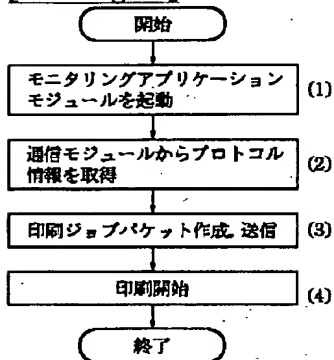 開始
モニタリングアプリケーション
モジュールを起動
(1)
通信モジュールからプロトコル
情報を取得
(2)
印刷ジョブパケット作成,送信
(3)
印刷開始
(4)
終了